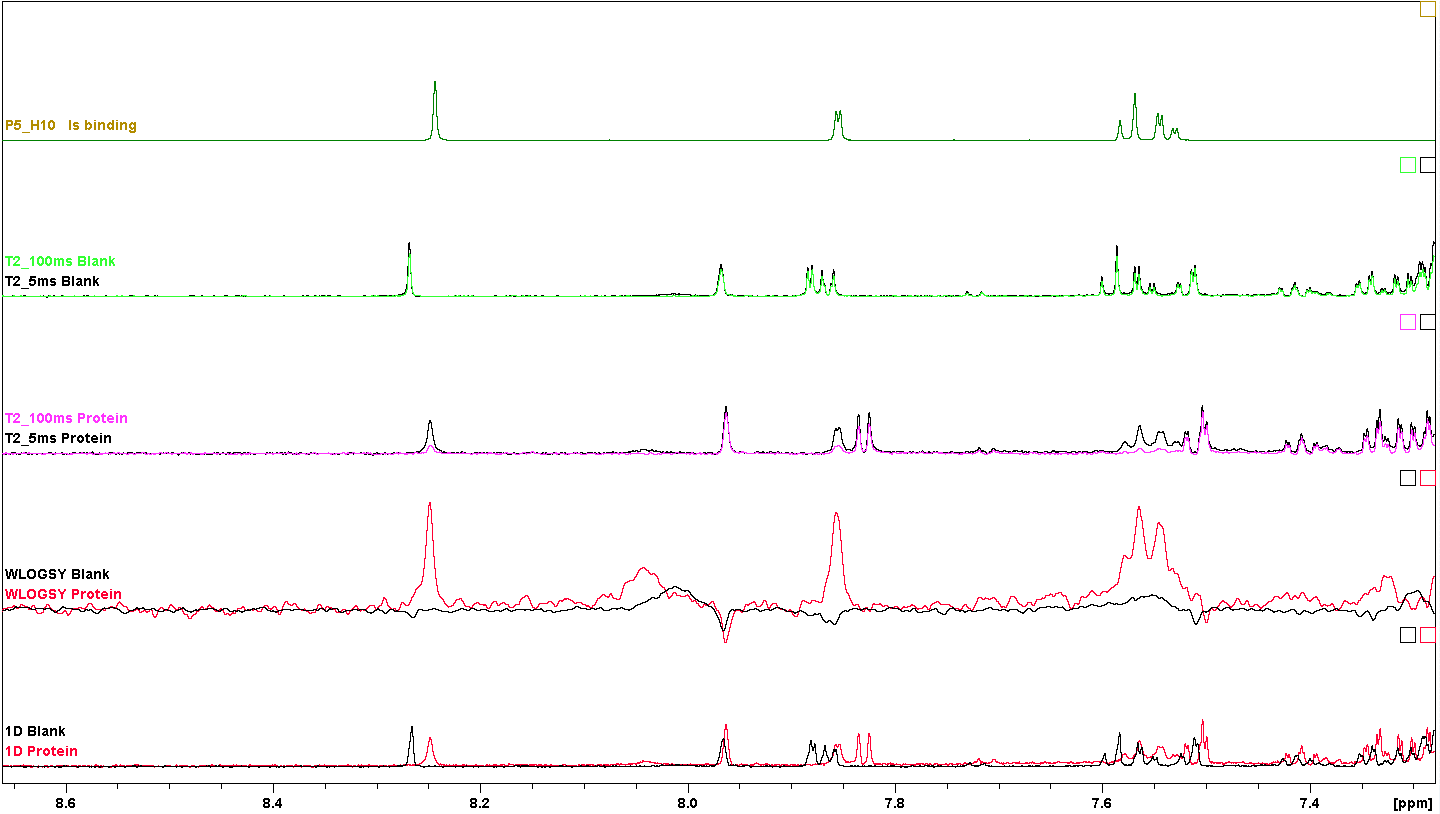 P5_H10 Is binding
T2_100ms Blank
T2_5ms Blank
T2_100ms Protein
T2_5ms Protein
WLOGSY Blank
WLOGSY Protein
1D Blank
1D Protein
8.6 8.4 8.2 8.0 7.8 7.6 7.4 [ppm]